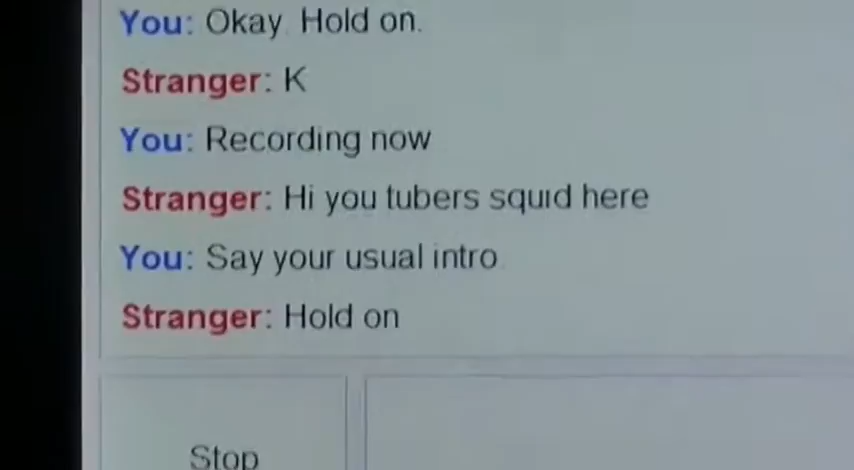 You: Okay. Hold on.
Stranger: K
You: Recording now
Stranger: Hi you tubers squid here
You: Say your usual intro
Stranger: Hold on
Stop